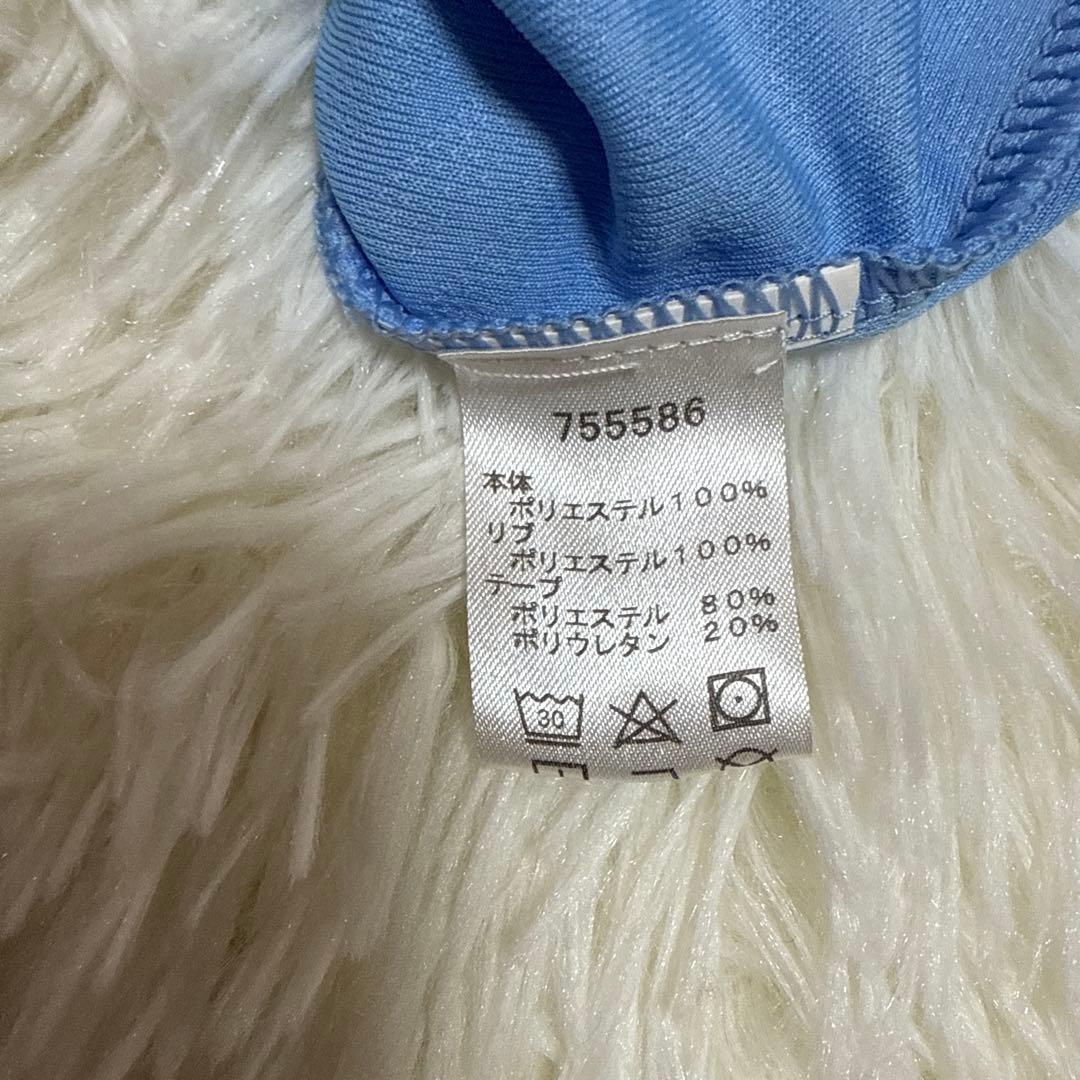 755586
本体
ポリエステル100%
リブ
ポリエステル100%
テープ
ポリエステル 80%
ポリウレタン 20%
30